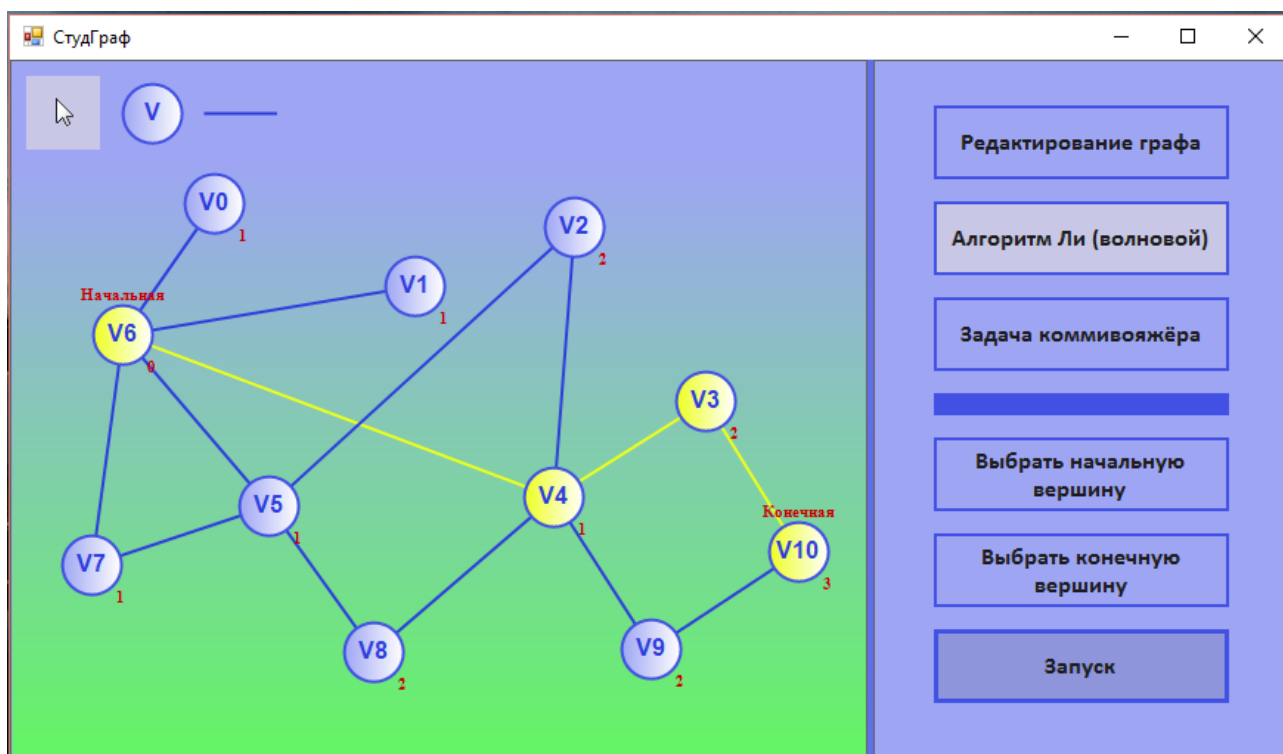 СтудГраф
V
V0
1
V2
2
V1
1
Начальная
V6
0
V3
2
V4
1
V5
1
Конечная
V10
3
V7
1
V8
2
V9
2
Редактирование графа
Алгоритм Ли (волновой)
Задача коммивояжёра
Выбрать начальную
вершину
Выбрать конечную
вершину
Запуск